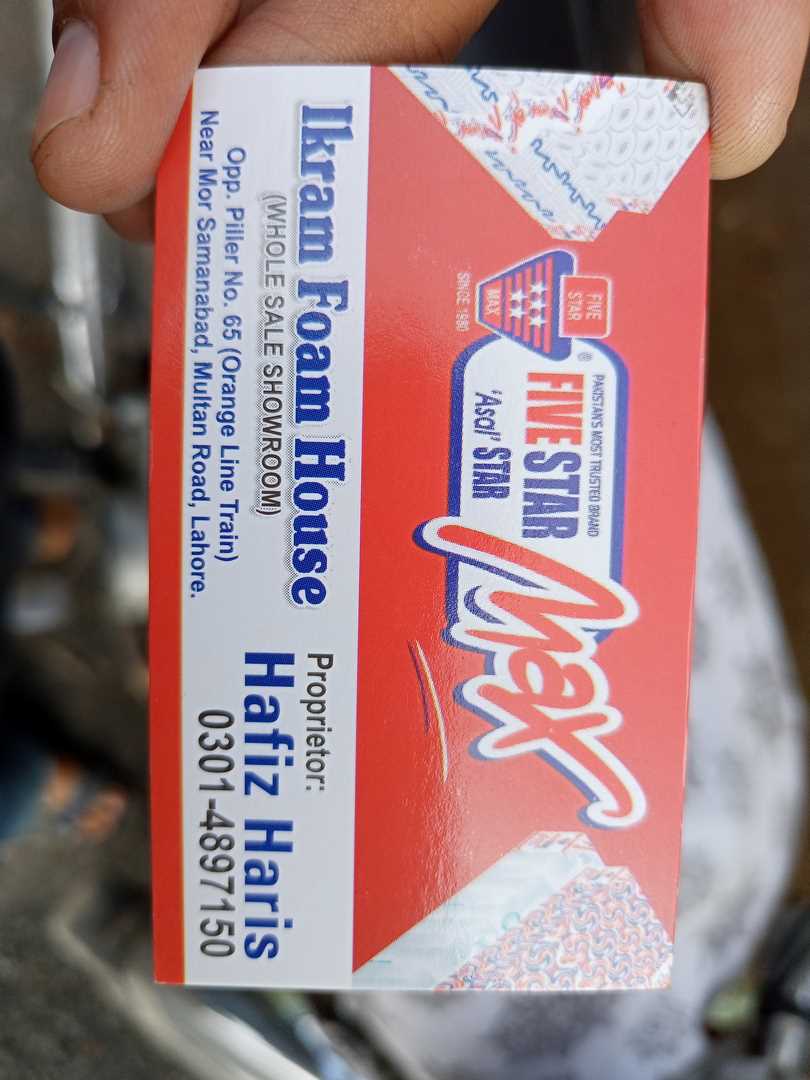 FIVE
STAR
MAX
SINCE 1980
®
PAKISTAN'S MOST TRUSTED BRAND
FIVE STAR
'Asal' STAR
Max
Ikram Foam House
(WHOLE SALE SHOWROOM)
Opp. Piller No. 65 (Orange Line Train)
Near Mor Samanabad, Multan Road, Lahore.
Proprietor:
Hafiz Haris
0301-4897150